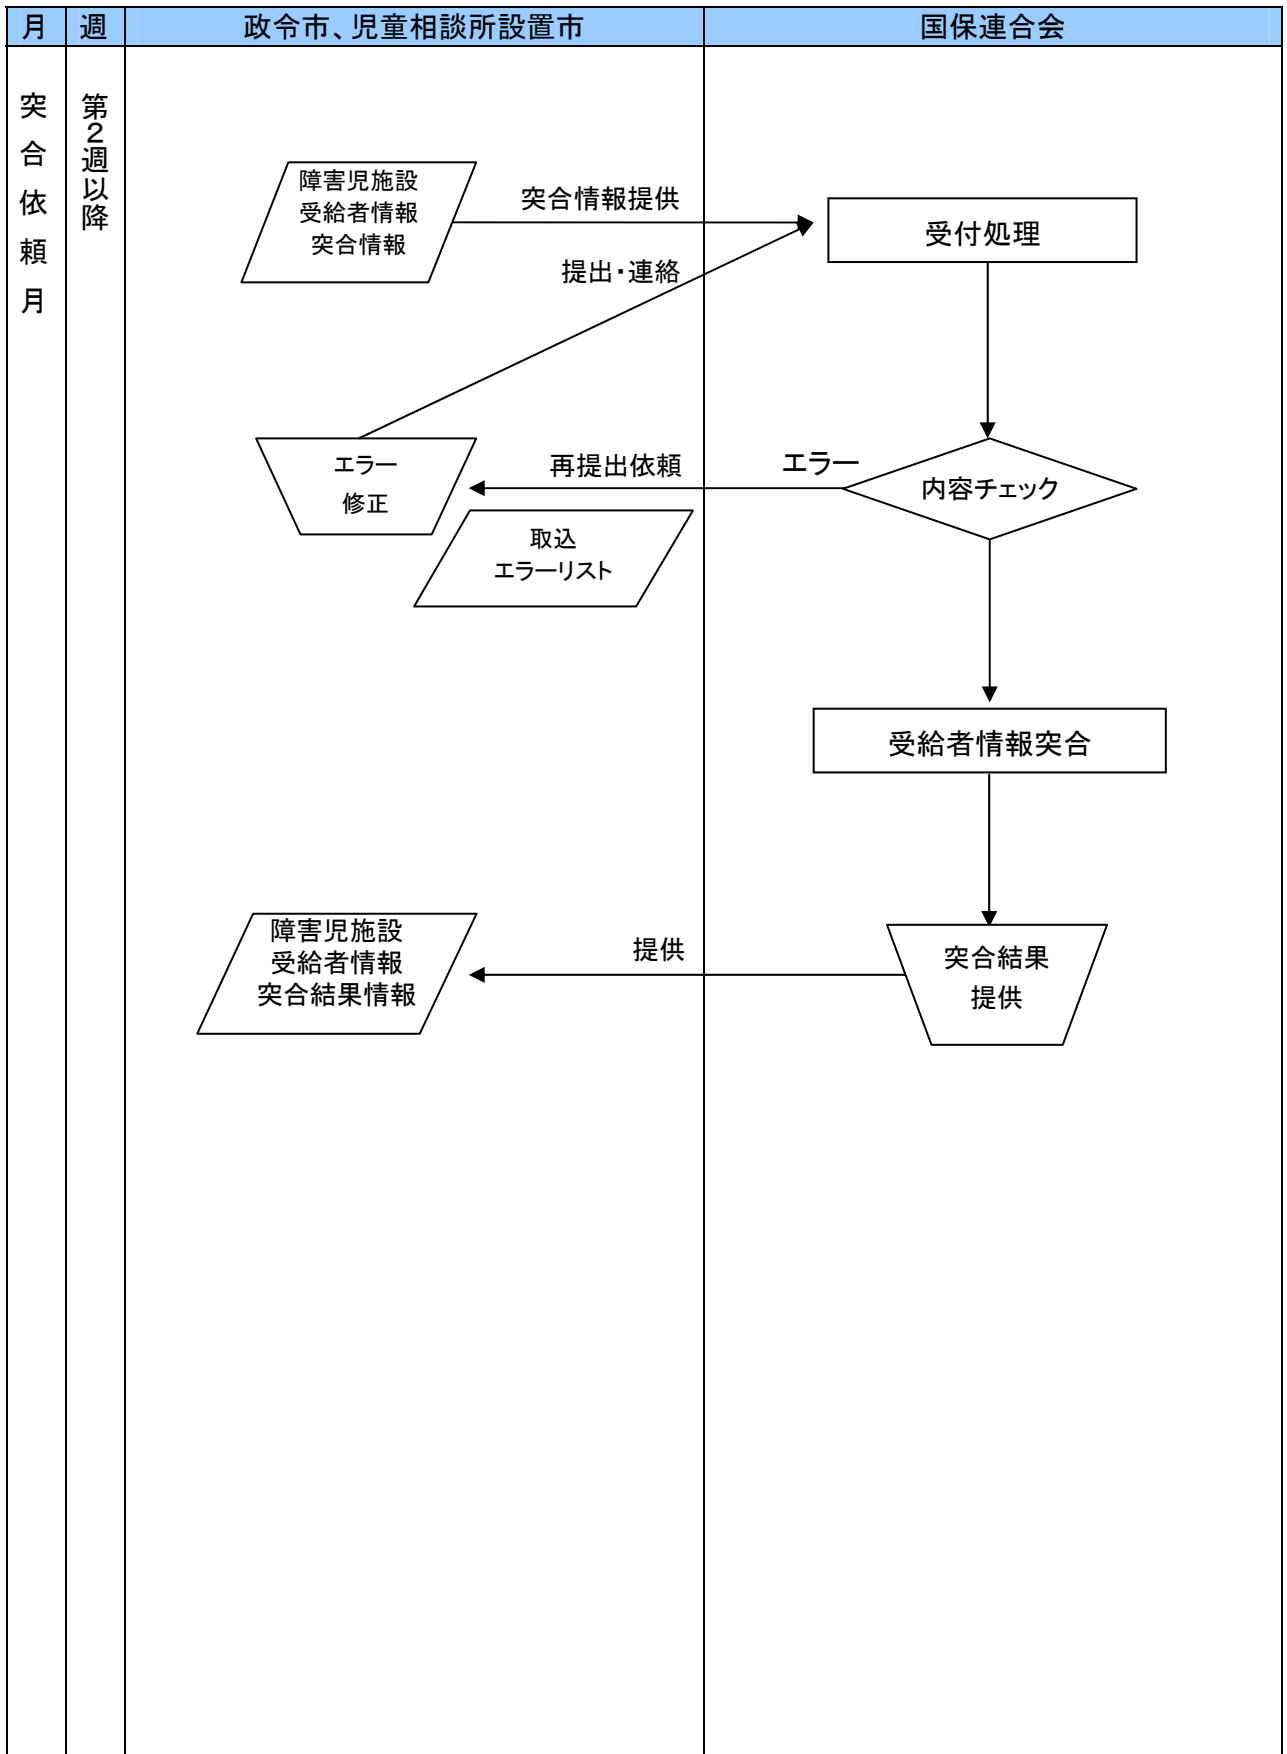 月
週
政令市、児童相談所設置市
国保連合会
突合依頼月
第2週以降
障害児施設
受給者情報
突合情報
突合情報提供
受付処理
提出・連絡
エラー
修正
再提出依頼
エラー
内容チェック
取込
エラーリスト
受給者情報突合
障害児施設
受給者情報
突合結果情報
提供
突合結果
提供